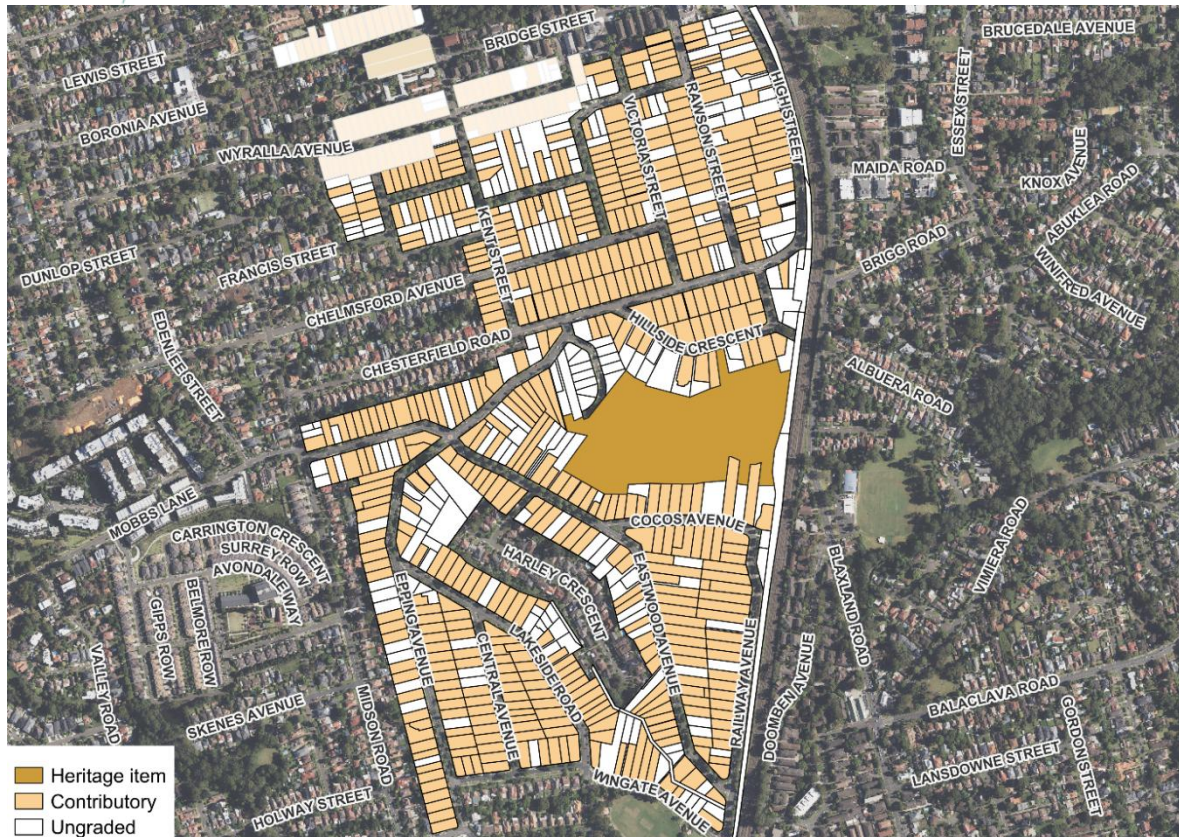 BRIDGE STREET
BRUCEDALE AVENUE
LEWIS STREET
BORONIA AVENUE
WYRALLA AVENUE
VICTORIA STREET
RAWSON STREET
HIGH STREET
ESSEX STREET
MAIDA ROAD
KNOX AVENUE
ABUKLEA ROAD
DUNLOP STREET
FRANCIS STREET
KENT STREET
BRIGG ROAD
WINIFRED AVENUE
CHELMSFORD AVENUE
EDENLEE STREET
CHESTERFIELD ROAD
HILLSIDE CRESCENT
ALBUERA ROAD
MOBBS LANE
CARRINGTON CRESCENT
SURREY ROW
AVONDALE WAY
BELMORE ROW
GIPPS ROW
COCOS AVENUE
HARLEY CRESCENT
EASTWOOD AVENUE
VIMIERA ROAD
BLAXLAND ROAD
EPPING AVENUE
LAKESIDE ROAD
CENTRAL AVENUE
RAILWAY AVENUE
DOOMBEN AVENUE
VALLEY ROAD
SKENES AVENUE
MIDSON ROAD
BALACLAVA ROAD
GORDON STREET
LANSDOWNE STREET
WINGATE AVENUE
HOLWAY STREET
Heritage item
Contributory
Ungraded